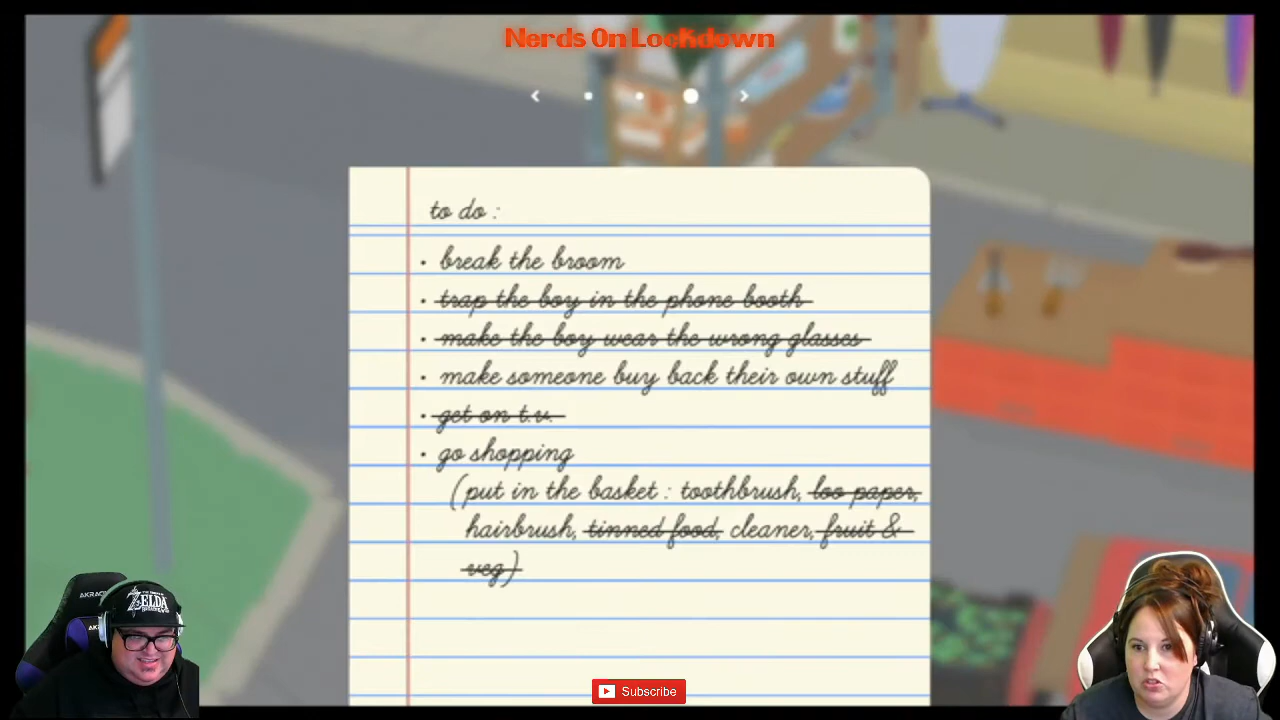 Nerds On Lockdown
to do :
• break the broom
• trap the boy in the phone booth
• make the boy wear the wrong glasses
• make someone buy back their own stuff
• get on t.v.
• go shopping
(put in the basket : toothbrush, loo paper,
hairbrush, tinned food, cleaner, fruit &
veg)
AKRACING
ZELDA
Subscribe